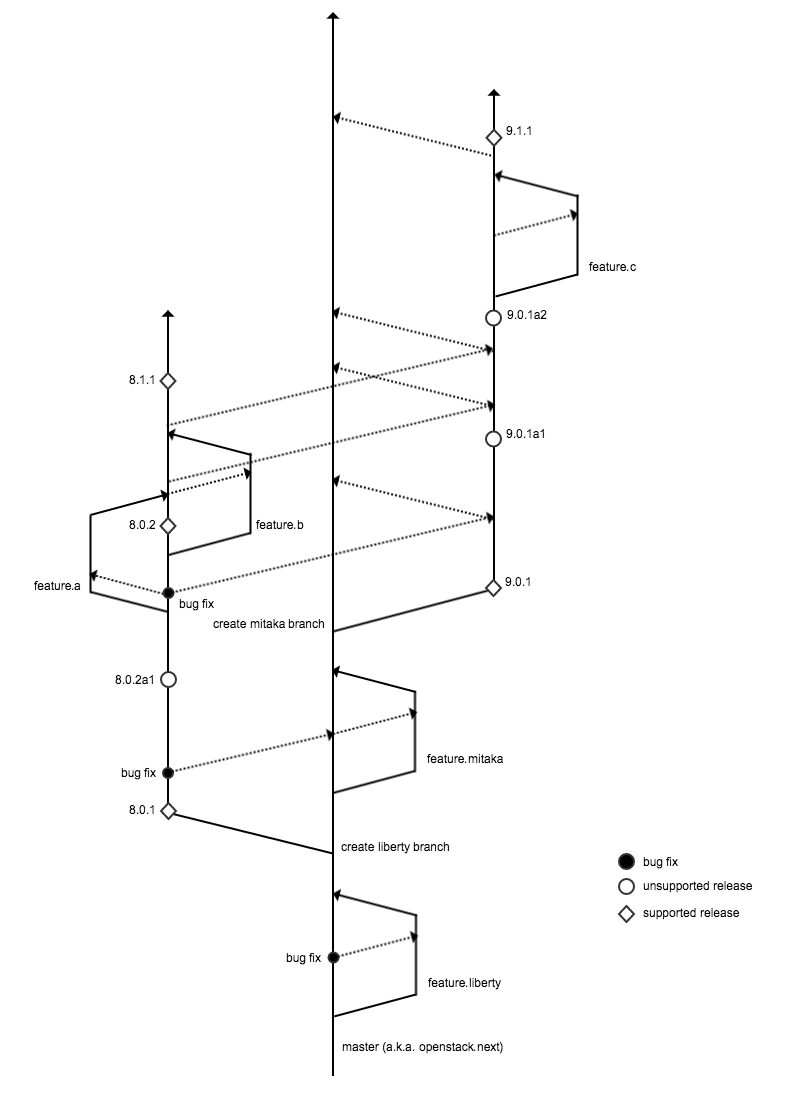 9.1.1
feature.c
9.0.1a2
8.1.1
9.0.1a1
8.0.2
feature.b
feature.a
9.0.1
bug fix
create mitaka branch
8.0.2a1
feature.mitaka
bug fix
8.0.1
create liberty branch
bug fix
unsupported release
supported release
bug fix
feature.liberty
master (a.k.a. openstack.next)